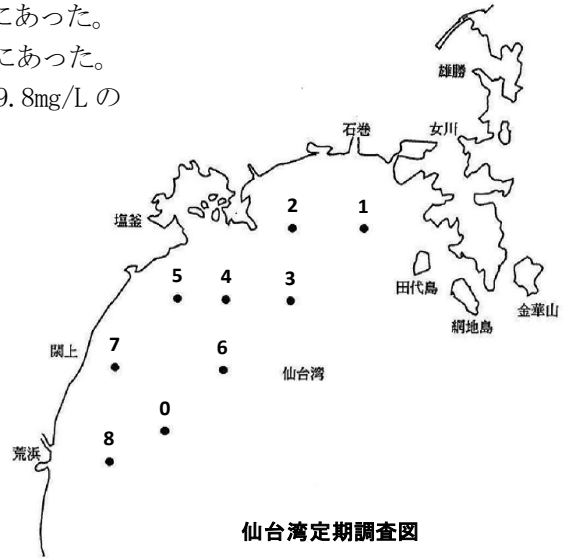 にあった。
にあった。
9.8mg/L の
雄勝
石巻
女川
塩釜
2
1
田代島
金華山
網地島
5
4
3
閖上
7
6
仙台湾
0
荒浜
8
仙台湾定期調査図